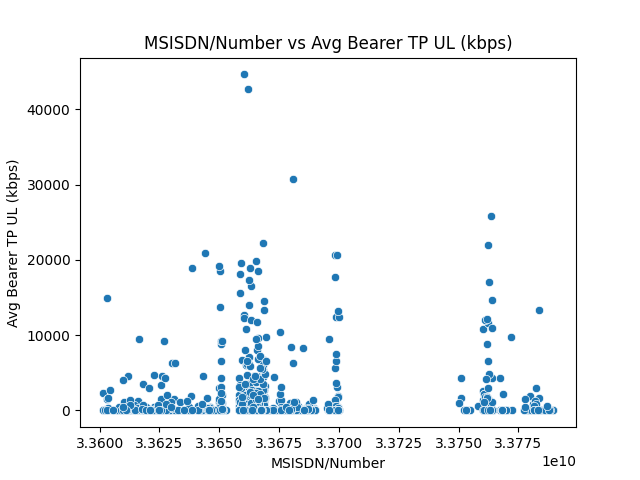 MSISDN/Number vs Avg Bearer TP UL (kbps)
Avg Bearer TP UL (kbps)
40000
30000
20000
10000
0
3.3600 3.3625 3.3650 3.3675 3.3700 3.3725 3.3750 3.3775
1e10
MSISDN/Number